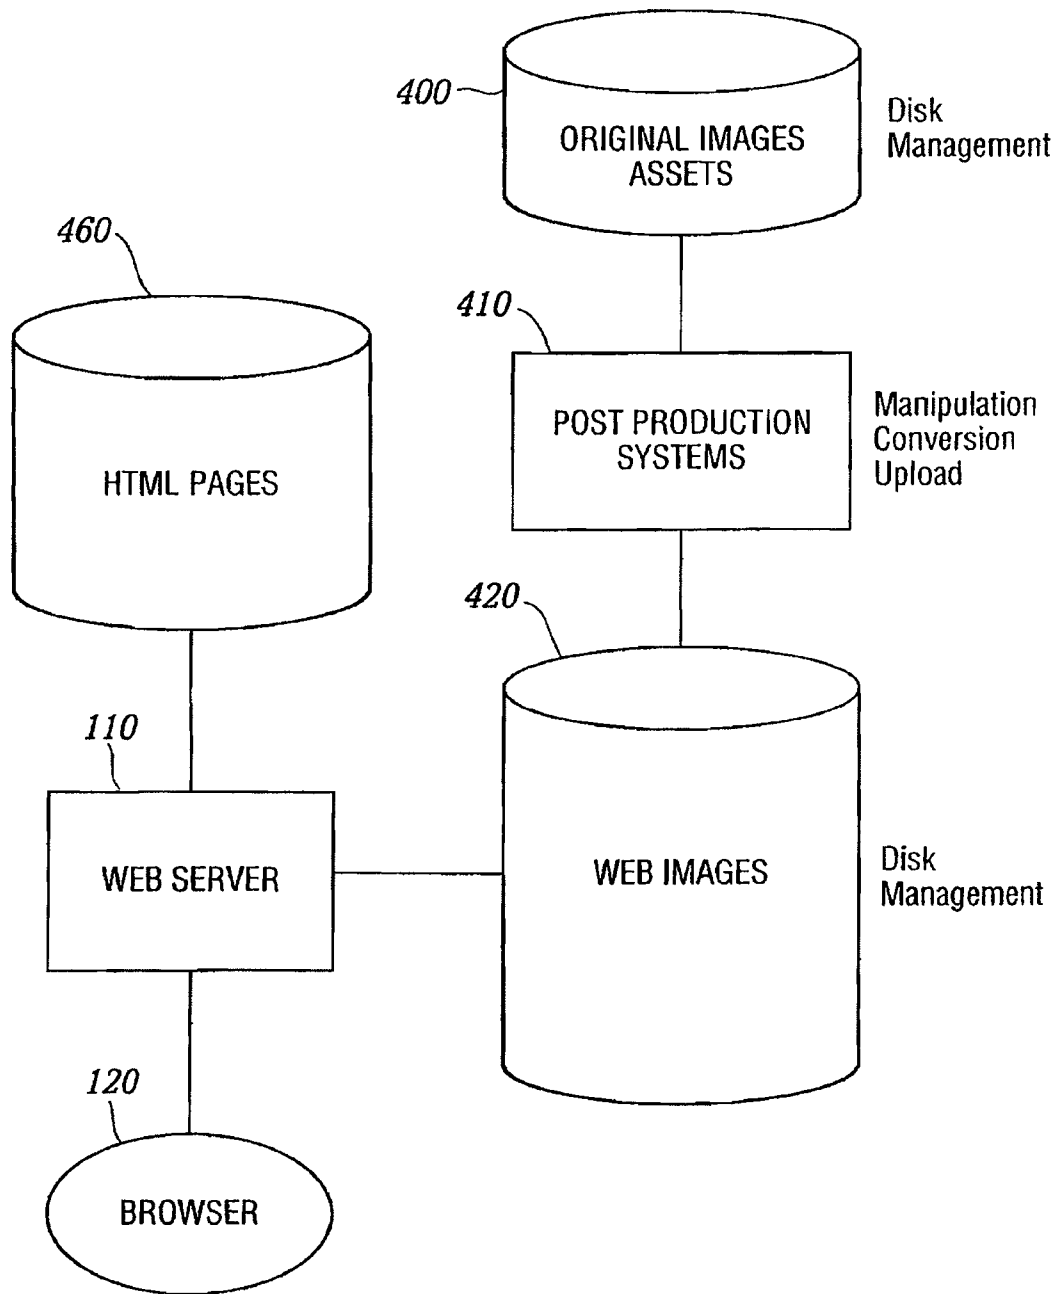 400
ORIGINAL IMAGES
ASSETS
Disk
Management
460
HTML PAGES
410
POST PRODUCTION
SYSTEMS
Manipulation
Conversion
Upload
420
WEB IMAGES
Disk
Management
110
WEB SERVER
120
BROWSER